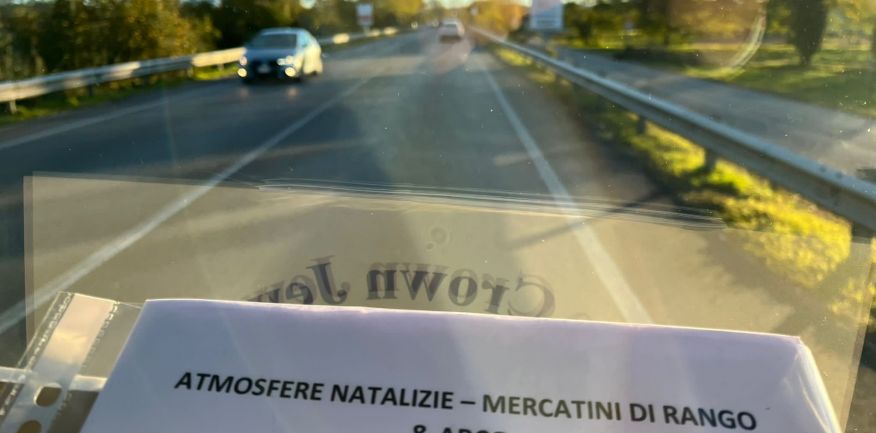 Crown
ATMOSFERE NATALIZIE – MERCATINI DI RANGO
&